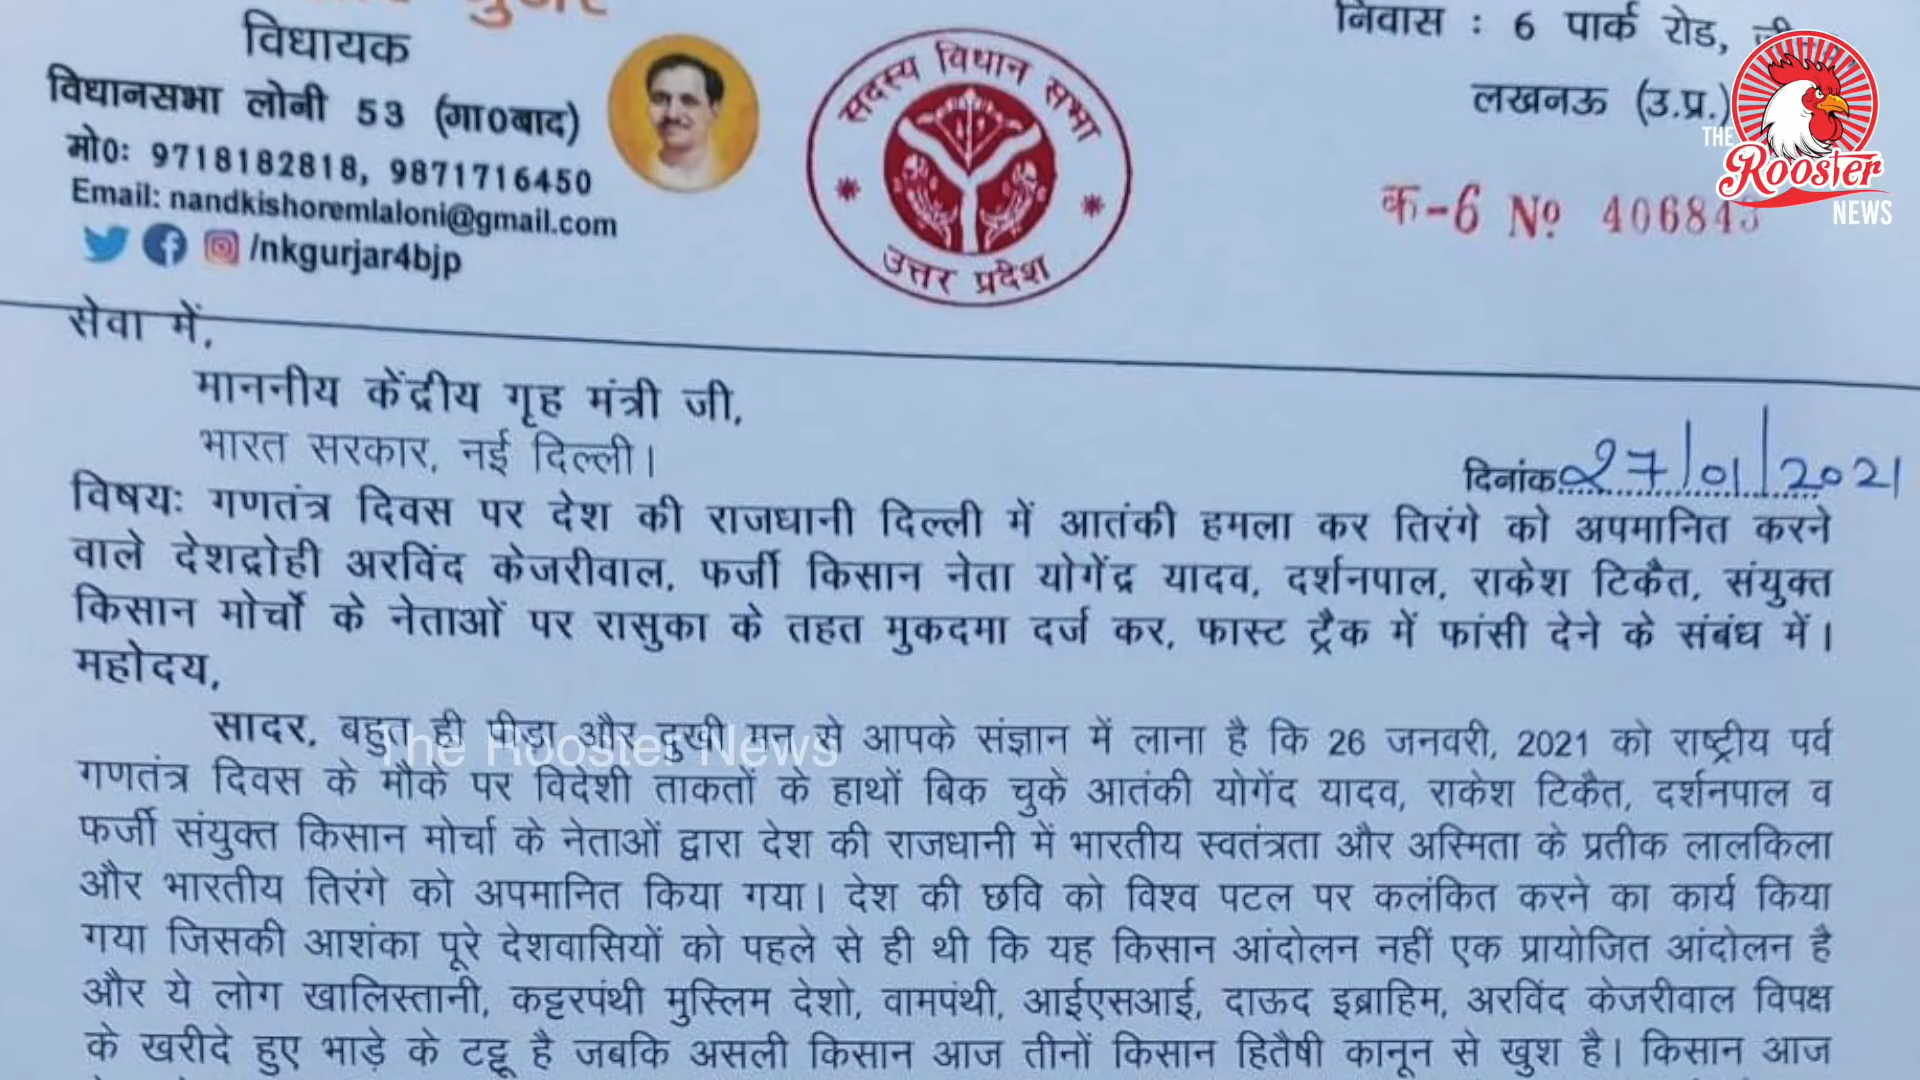 विधायक
विधानसभा लोनी 53 (गा०बाद)
मो0: 9718182818, 9871716450
Email: nandkishoremlaloni@gmail.com
/nkgurjar4bjp
सदस्य विधान सभा
उत्तर प्रदेश
निवास : 6 पार्क रोड,
लखनऊ (उ.प्र.)
क-6 Nº 406843
THE
Rooster
NEWS
सेवा में,
माननीय केंद्रीय गृह मंत्री जी,
भारत सरकार, नई दिल्ली।
दिनांक 27/01/2021
विषयः गणतंत्र दिवस पर देश की राजधानी दिल्ली में आतंकी हमला कर तिरंगे को अपमानित करने
वाले देशद्रोही अरविंद केजरीवाल, फर्जी किसान नेता योगेंद्र यादव, दर्शनपाल, राकेश टिकैत, संयुक्त
किसान मोर्चो के नेताओं पर रासुका के तहत मुकदमा दर्ज कर, फास्ट ट्रैक में फांसी देने के संबंध में।
महोदय,
सादर, बहुत ही पीड़ा और दुखी मन से आपके संज्ञान में लाना है कि 26 जनवरी, 2021 को राष्ट्रीय पर्व
The Rooster News
गणतंत्र दिवस के मौके पर विदेशी ताकतों के हाथों बिक चुके आतंकी योगेंद यादव, राकेश टिकैत, दर्शनपाल व
फर्जी संयुक्त किसान मोर्चा के नेताओं द्वारा देश की राजधानी में भारतीय स्वतंत्रता और अस्मिता के प्रतीक लालकिला
और भारतीय तिरंगे को अपमानित किया गया। देश की छवि को विश्व पटल पर कलंकित करने का कार्य किया
गया जिसकी आशंका पूरे देशवासियों को पहले से ही थी कि यह किसान आंदोलन नहीं एक प्रायोजित आंदोलन है
और ये लोग खालिस्तानी, कट्टरपंथी मुस्लिम देशो, वामपंथी, आईएसआई, दाऊद इब्राहिम, अरविंद केजरीवाल विपक्ष
के खरीदे हुए भाड़े के टट्टू है जबकि असली किसान आज तीनों किसान हितैषी कानून से खुश है। किसान आज